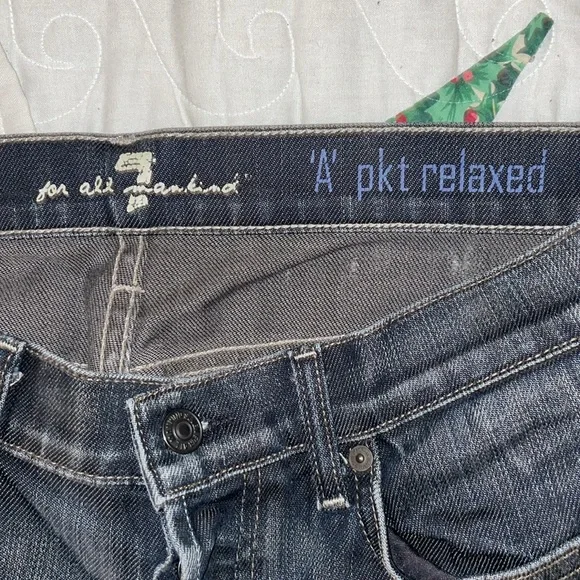 7
for all mankind
'A' pkt relaxed